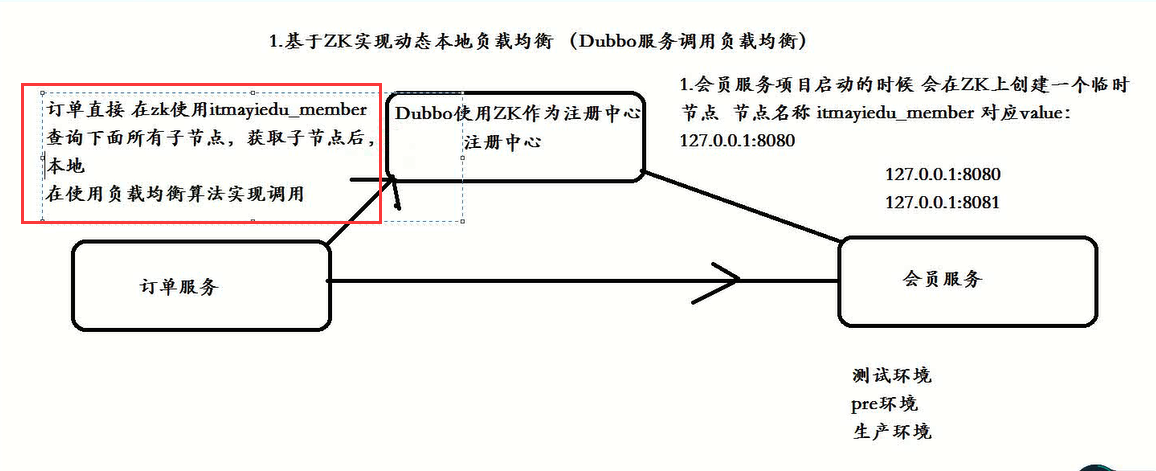 1.基于ZK实现动态本地负载均衡 （Dubbo服务调用负载均衡）
订单直接 在zk使用itmayiedu_member
查询下面所有子节点，获取子节点后，
本地
在使用负载均衡算法实现调用
Dubbo使用ZK作为注册中心
注册中心
1.会员服务项目启动的时候 会在ZK上创建一个临时
节点 节点名称 itmayiedu_member 对应value：
127.0.0.1:8080
127.0.0.1:8080
127.0.0.1:8081
订单服务
会员服务
测试环境
pre环境
生产环境